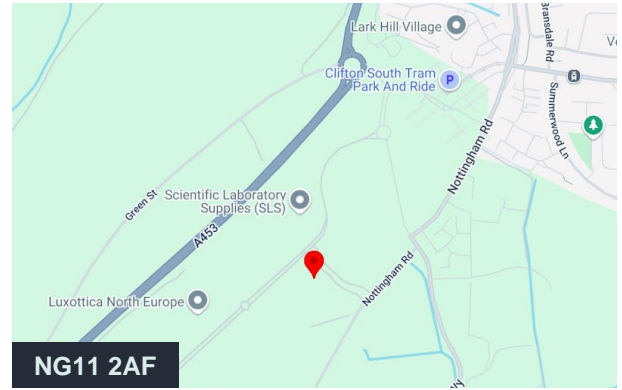 Lark Hill Village
Bransdale Rd
Ve
Clifton South Tram
Park And Ride
P
Summerwood Ln
Nottingham Rd
Green St
Scientific Laboratory
Supplies (SLS)
A453
Luxottica North Europe
Nottingham Rd
NG11 2AF